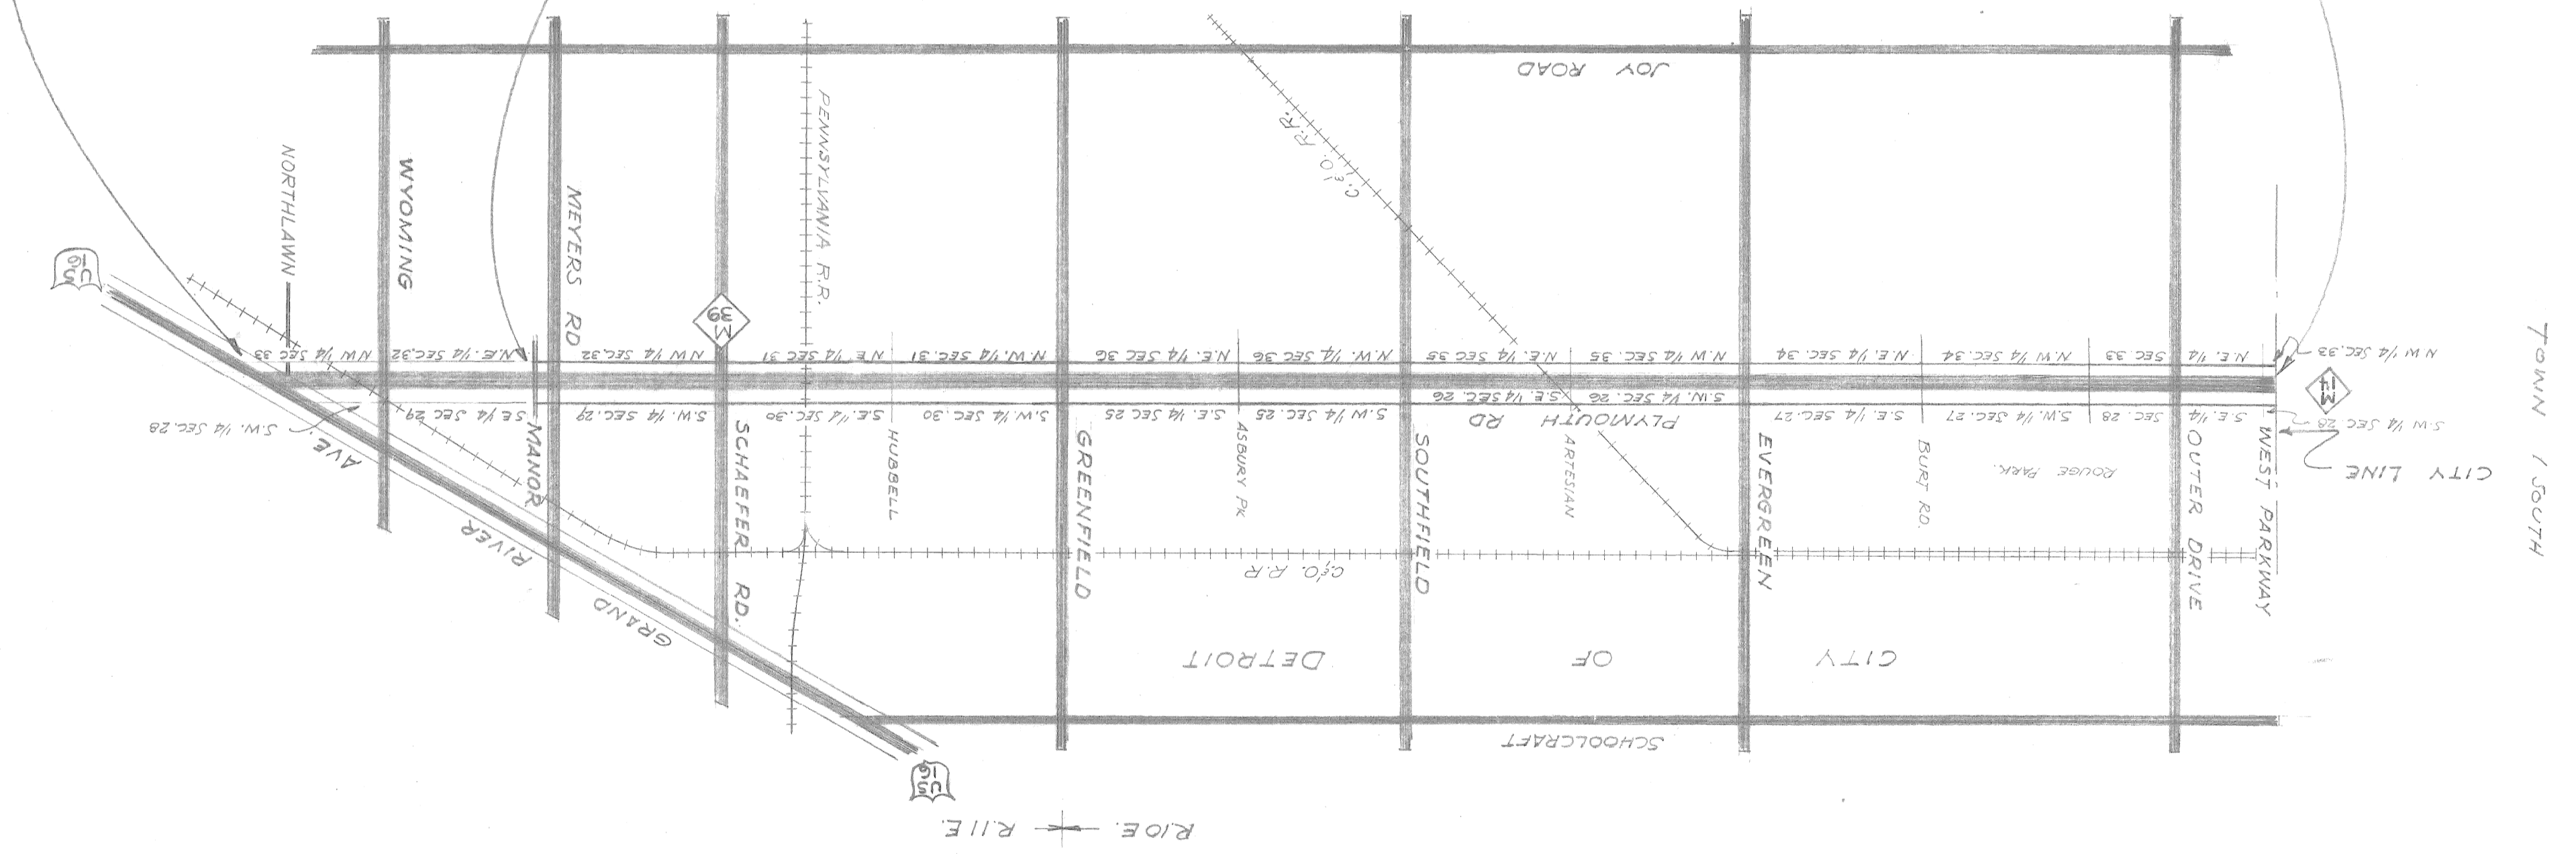 R.10E.
R.11E.
US
16
SCHOOLCRAFT
CITY OF DETROIT
GRAND RIVER AVE.
C.&O. R.R
WEST PARKWAY
OUTER DRIVE
ROUGE PARK.
BURT RD.
EVERGREEN
ARTESIAN
SOUTHFIELD
ASBURY PK
GREENFIELD
HUBBELL
SCHAEFER RD.
MANOR
CITY LINE
S.W 1/4 SEC 28
PLYMOUTH RD
S.E. 1/4 SEC. 28
S.W. 1/4 SEC. 27
S.E. 1/4 SEC. 27
S.W. 1/4 SEC. 26
S.E. 1/4 SEC. 26
S.W 1/4 SEC. 25
S.E. 1/4 SEC. 25
S.W. 1/4 SEC. 30
S.E. 1/4 SEC. 30
S.W. 1/4 SEC. 29
S.E 1/4 SEC 29
S.W. 1/4 SEC. 28
M
14
N W 1/4 SEC. 33
N.E. 1/4 SEC. 33
N.W 1/4 SEC. 34
N.E. 1/4 SEC. 34
N.W 1/4 SEC. 35
N.E. 1/4 SEC 35
N.W. 1/4 SEC. 36
N.E. 1/4 SEC 36
N.W. 1/4 SEC. 31
N E 1/4 SEC 31
N W 1/4 SEC. 32
N.E. 1/4 SEC. 32
N W 1/4 SEC 33
M
39
US
16
C.&O. R.R.
PENNSYLVANIA R.R.
MEYERS RD
WYOMING
NORTHLAWN
JOY ROAD
TOWN 1 SOUTH